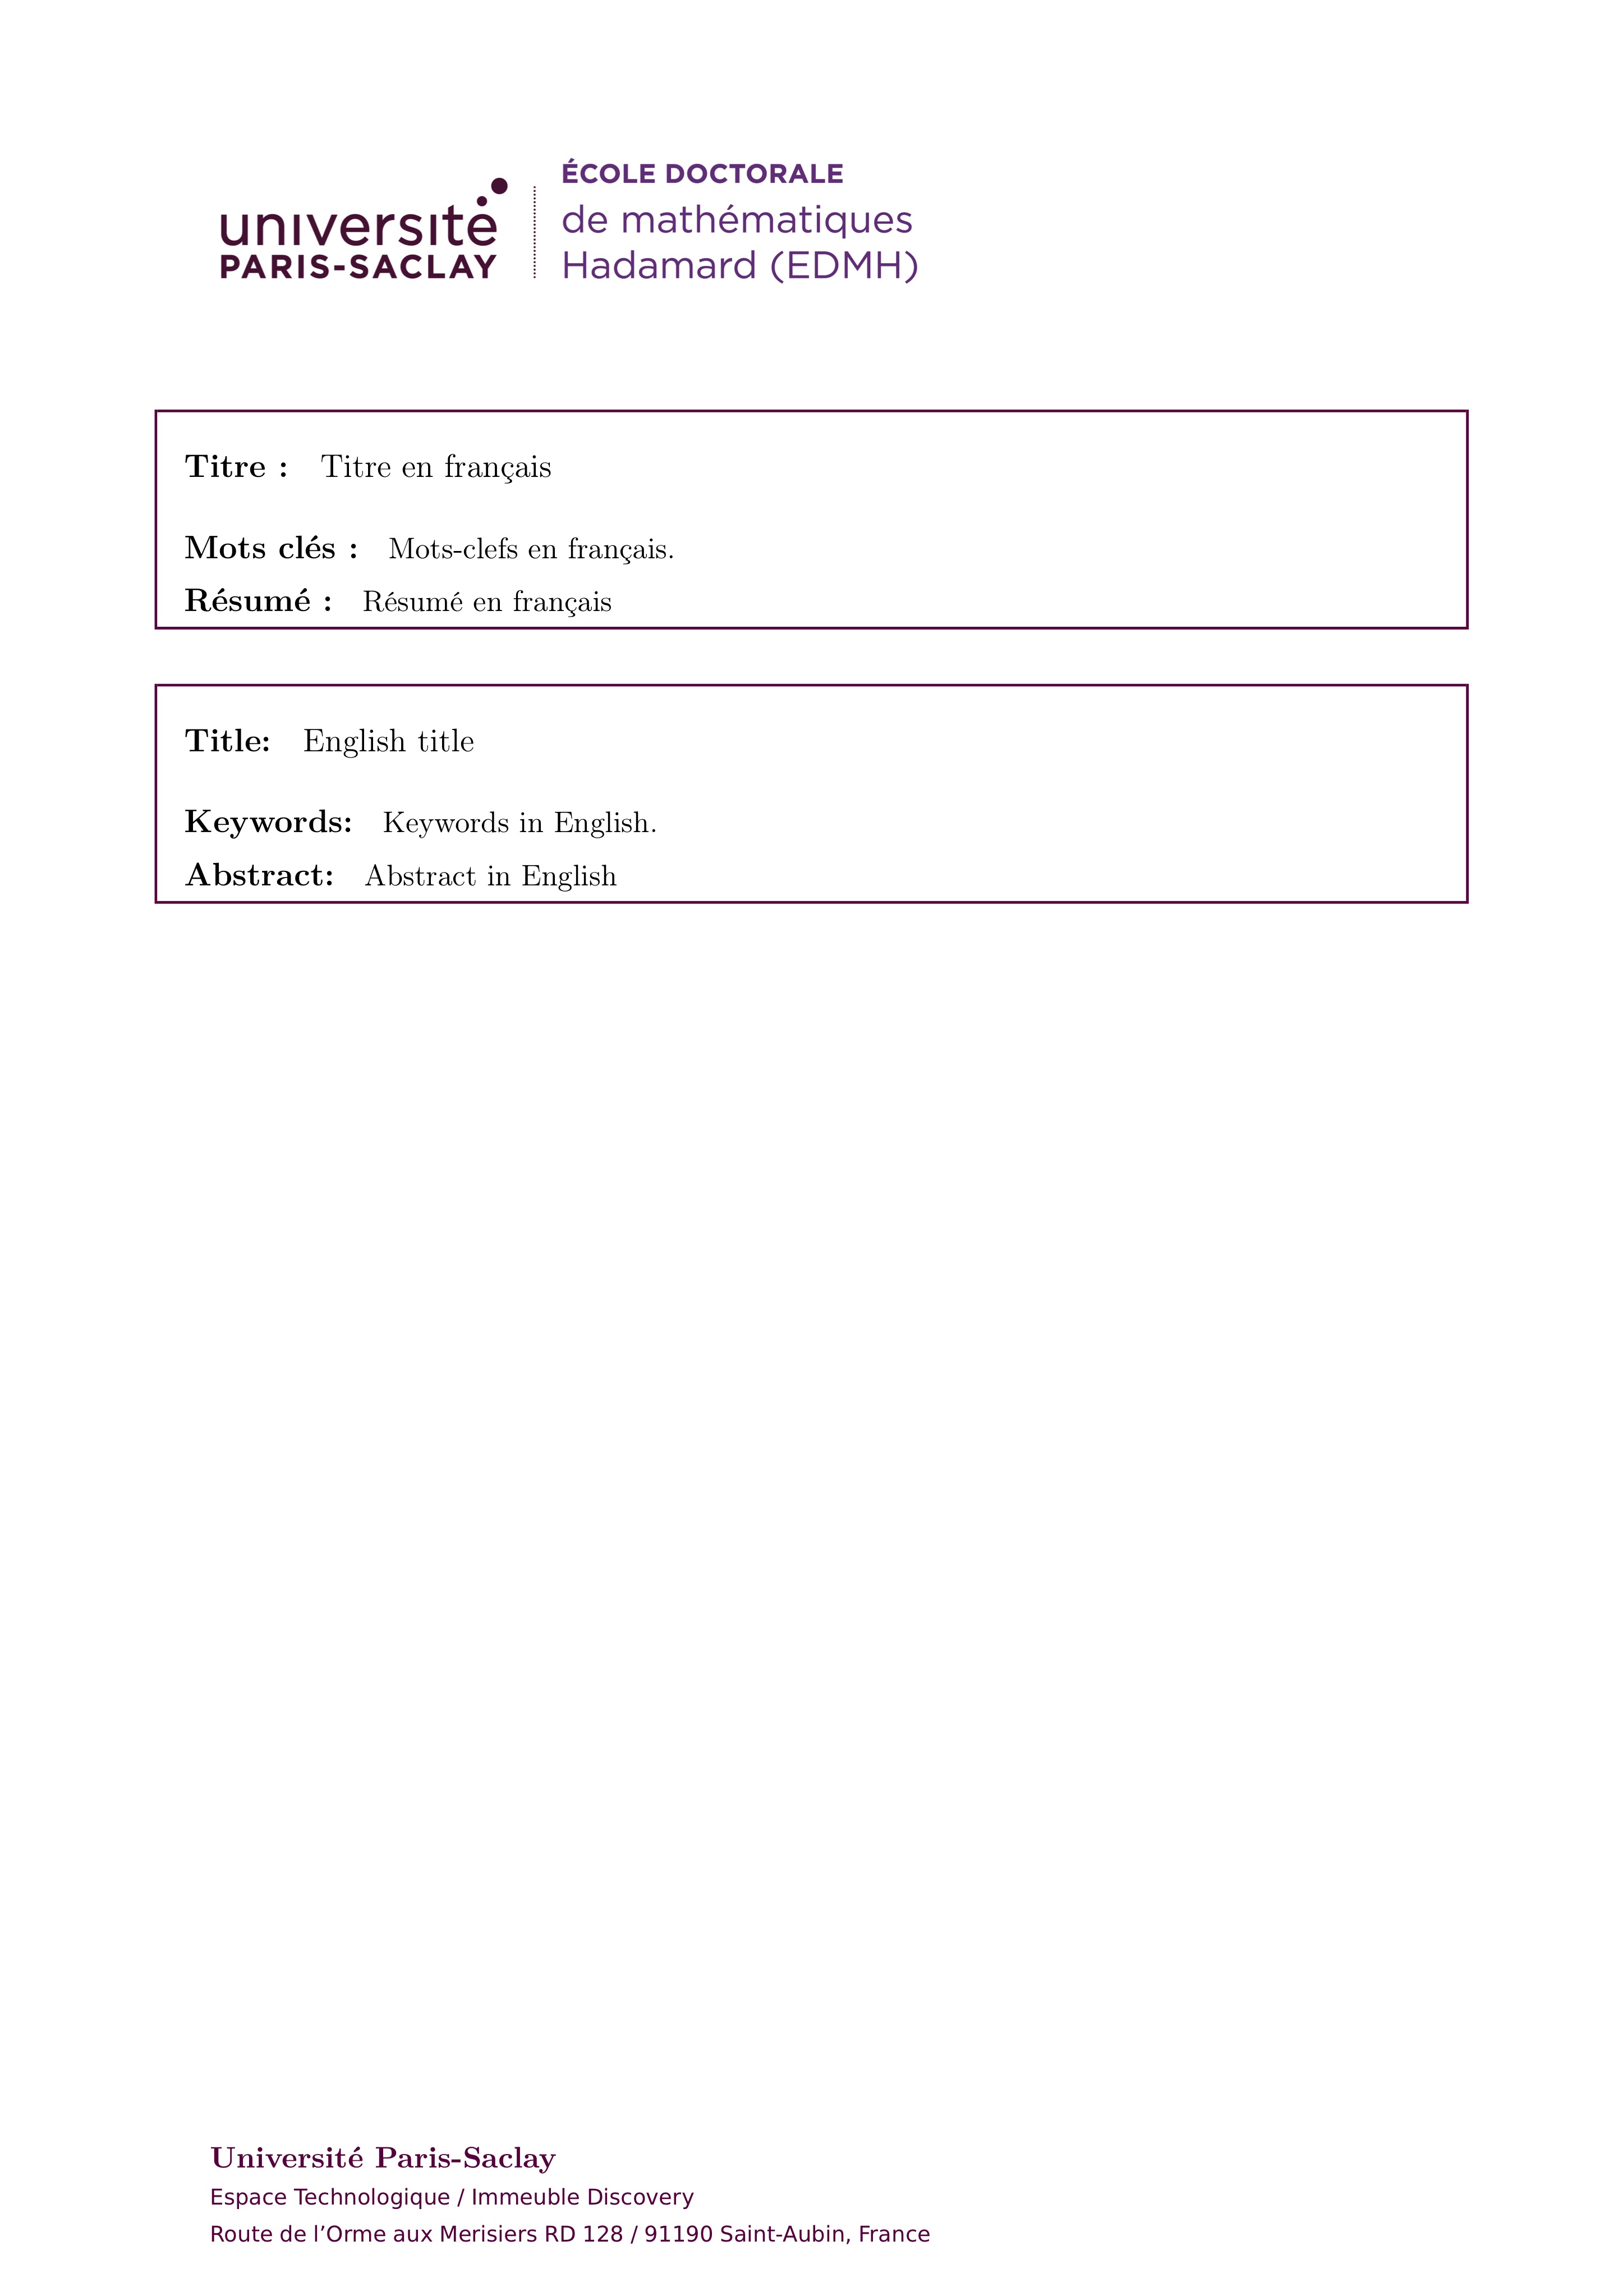 université
PARIS-SACLAY
ÉCOLE DOCTORALE
de mathématiques
Hadamard (EDMH)
Titre : Titre en français
Mots clés : Mots-clefs en français.
Résumé : Résumé en français
Title: English title
Keywords: Keywords in English.
Abstract: Abstract in English
Université Paris-Saclay
Espace Technologique / Immeuble Discovery
Route de l’Orme aux Merisiers RD 128 / 91190 Saint-Aubin, France